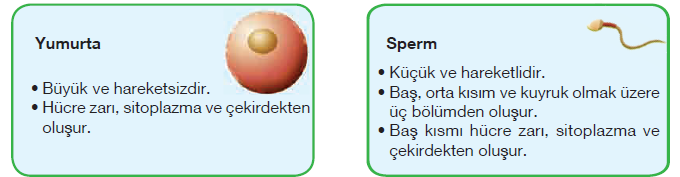 Yumurta
• Büyük ve hareketsizdir.
• Hücre zarı, sitoplazma ve çekirdekten
oluşur.
Sperm
• Küçük ve hareketlidir.
• Baş, orta kısım ve kuyruk olmak üzere
üç bölümden oluşur.
• Baş kısmı hücre zarı, sitoplazma ve
çekirdekten oluşur.